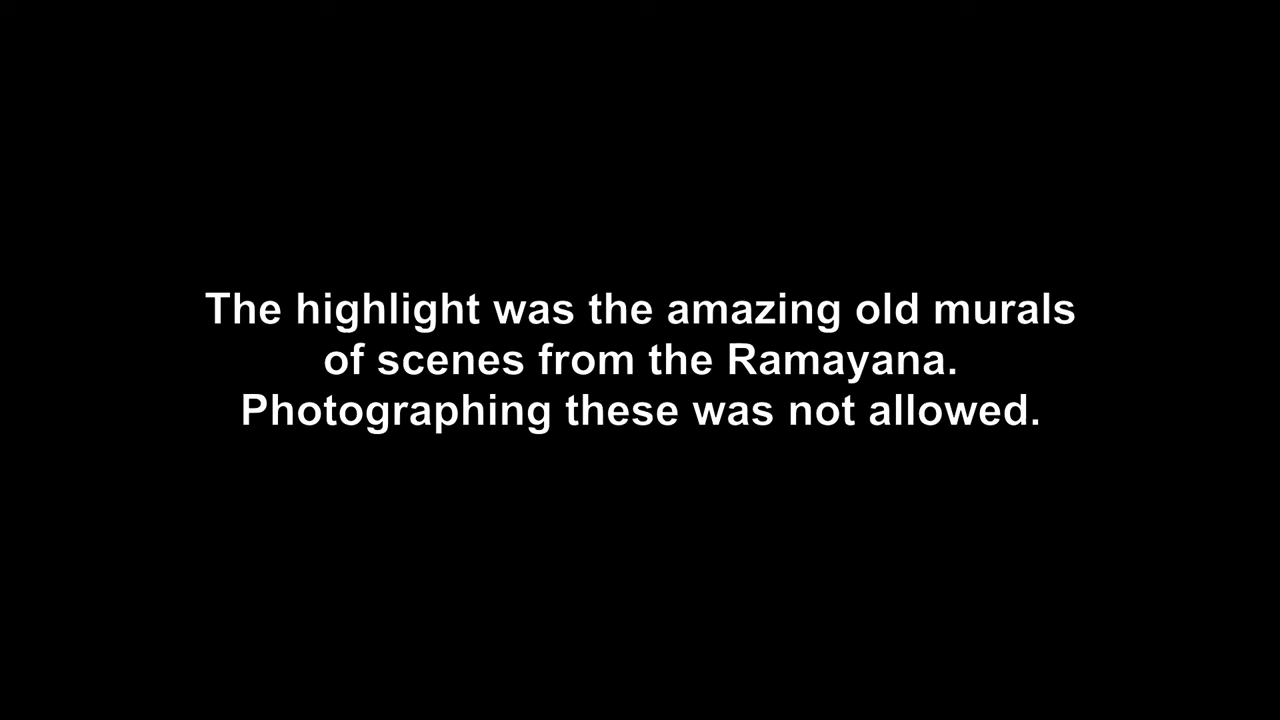 The highlight was the amazing old murals
of scenes from the Ramayana.
Photographing these was not allowed.